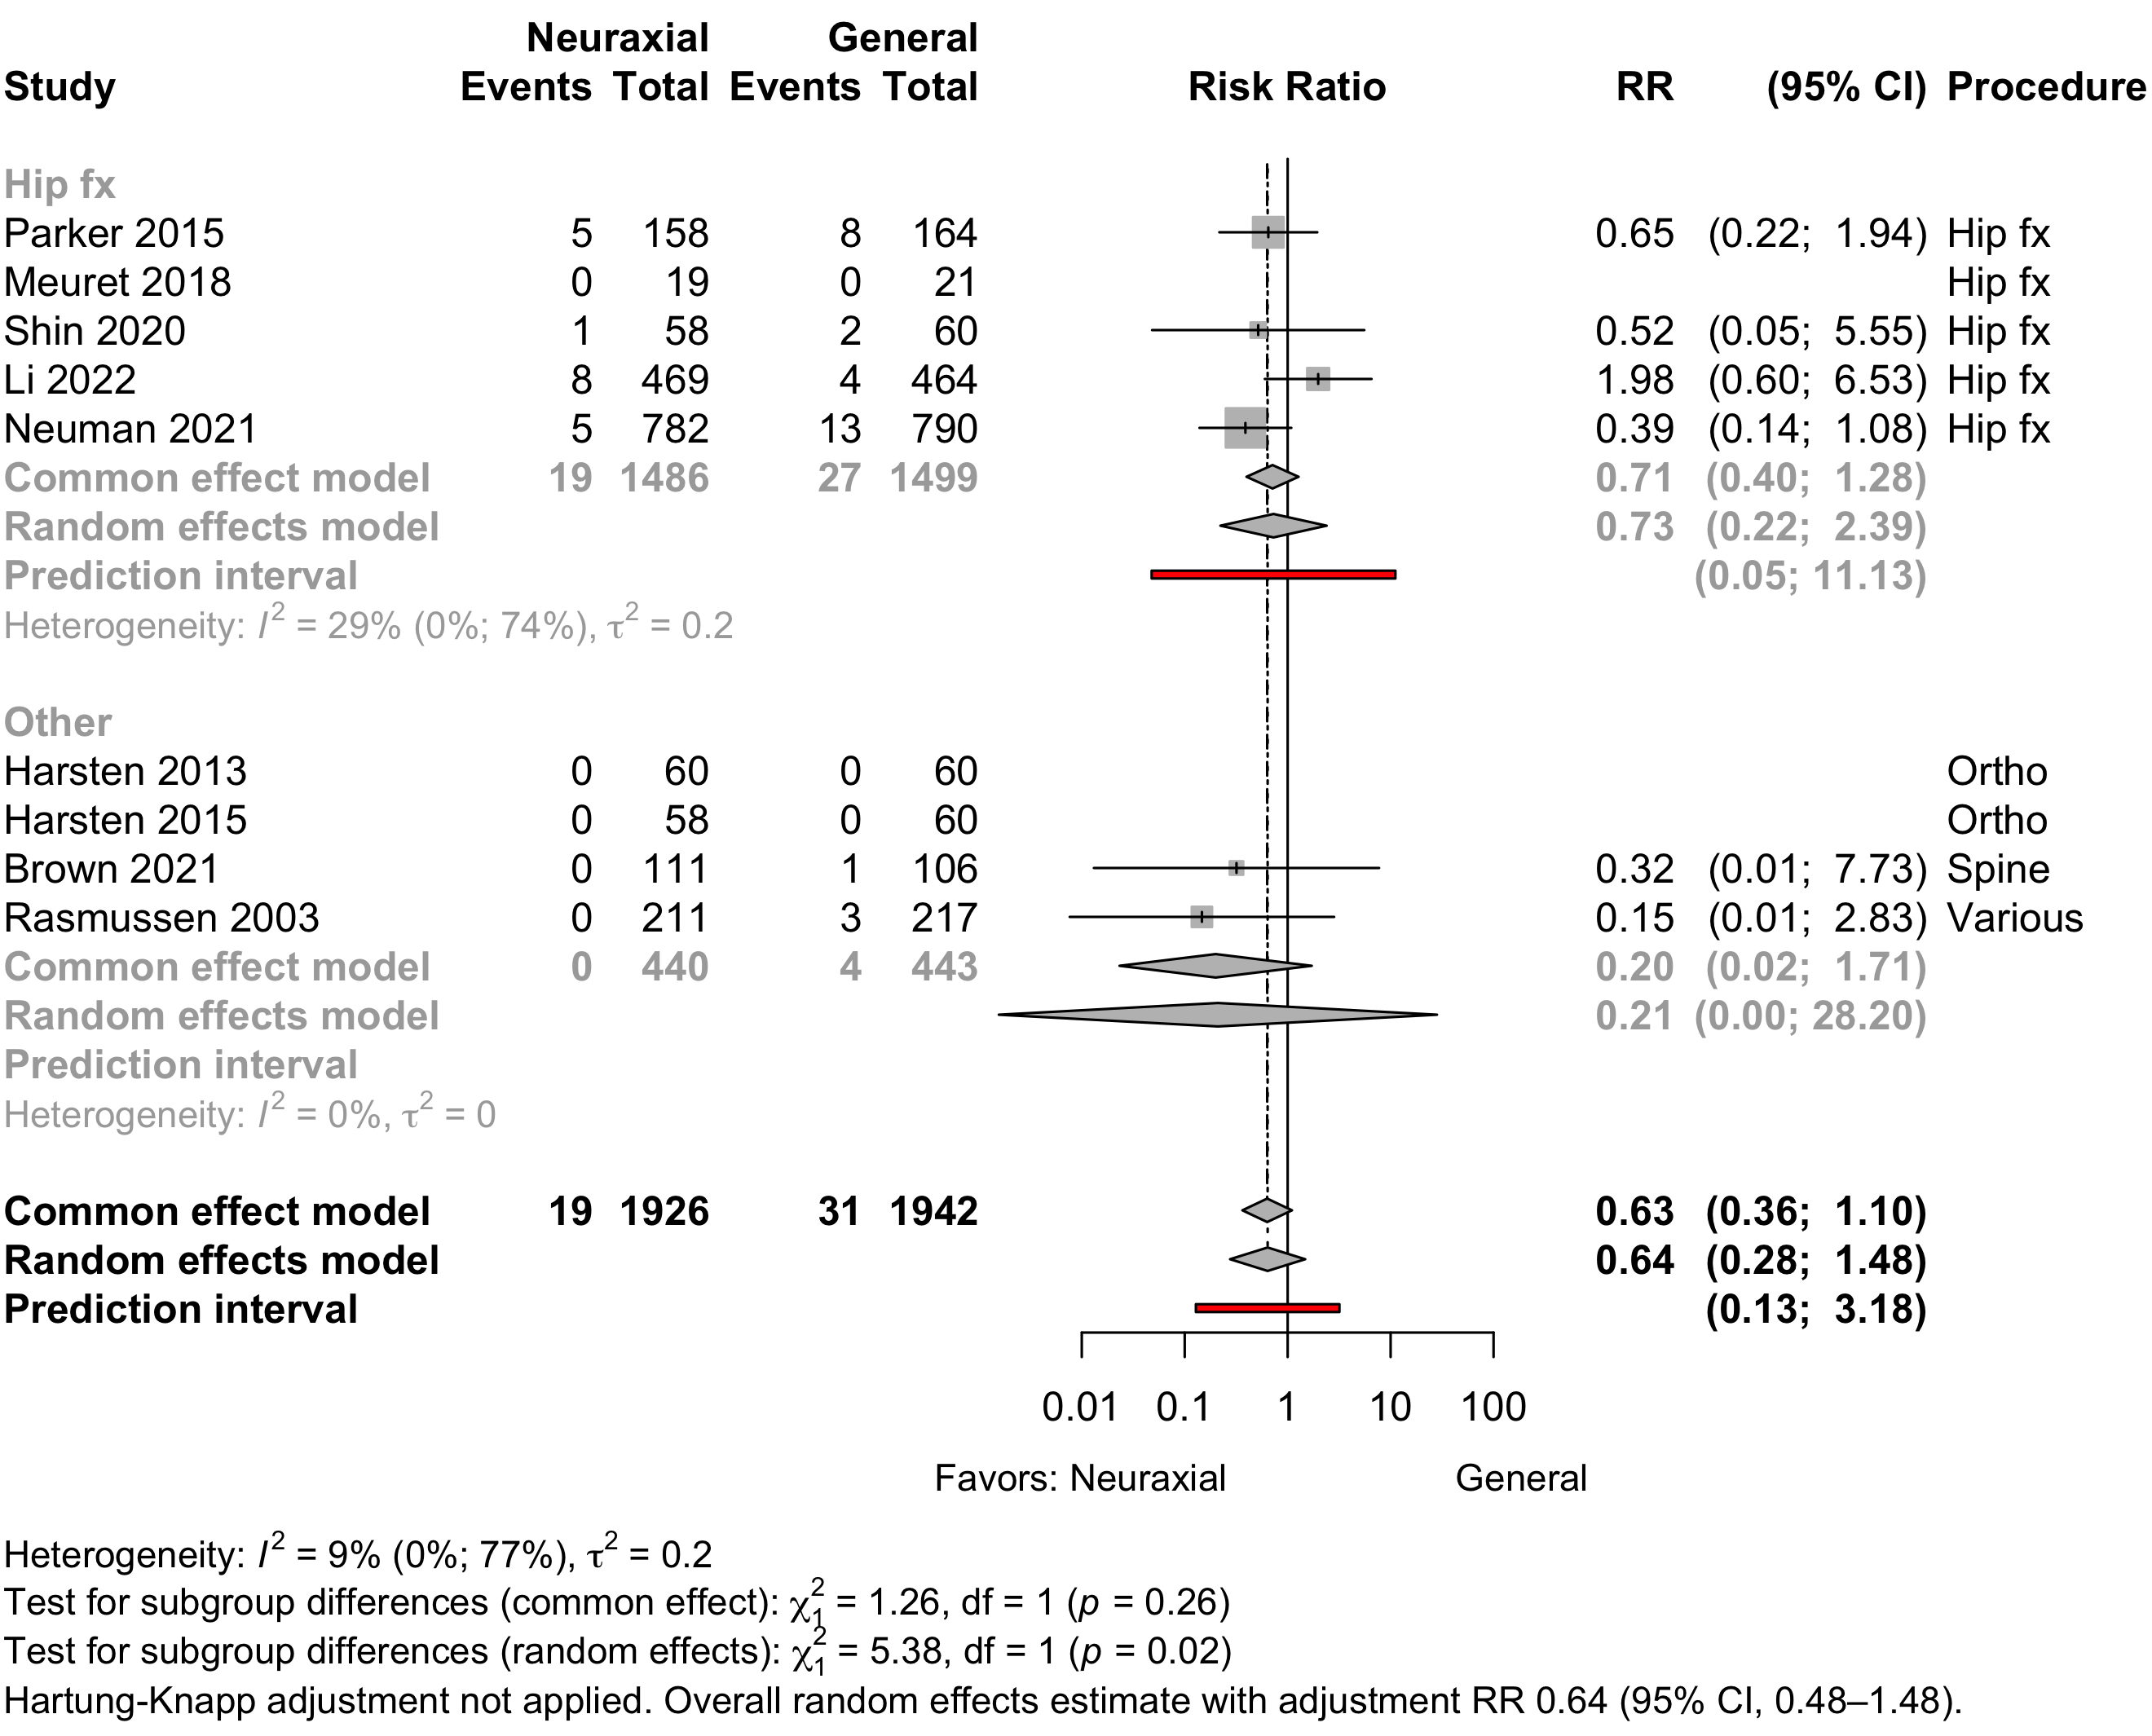 Neuraxial General
Study Events Total Events Total Risk Ratio RR (95% CI) Procedure
Hip fx
Parker 2015 5 158 8 164 0.65 (0.22; 1.94) Hip fx
Meuret 2018 0 19 0 21 Hip fx
Shin 2020 1 58 2 60 0.52 (0.05; 5.55) Hip fx
Li 2022 8 469 4 464 1.98 (0.60; 6.53) Hip fx
Neuman 2021 5 782 13 790 0.39 (0.14; 1.08) Hip fx
Common effect model 19 1486 27 1499 0.71 (0.40; 1.28)
Random effects model 0.73 (0.22; 2.39)
Prediction interval (0.05; 11.13)
Heterogeneity: I² = 29% (0%; 74%), τ² = 0.2
Other
Harsten 2013 0 60 0 60 Ortho
Harsten 2015 0 58 0 60 Ortho
Brown 2021 0 111 1 106 0.32 (0.01; 7.73) Spine
Rasmussen 2003 0 211 3 217 0.15 (0.01; 2.83) Various
Common effect model 0 440 4 443 0.20 (0.02; 1.71)
Random effects model 0.21 (0.00; 28.20)
Prediction interval
Heterogeneity: I² = 0%, τ² = 0
Common effect model 19 1926 31 1942 0.63 (0.36; 1.10)
Random effects model 0.64 (0.28; 1.48)
Prediction interval (0.13; 3.18)
0.01 0.1 1 10 100
Favors: Neuraxial General
Heterogeneity: I² = 9% (0%; 77%), τ² = 0.2
Test for subgroup differences (common effect): χ₁² = 1.26, df = 1 (p = 0.26)
Test for subgroup differences (random effects): χ₁² = 5.38, df = 1 (p = 0.02)
Hartung-Knapp adjustment not applied. Overall random effects estimate with adjustment RR 0.64 (95% CI, 0.48–1.48).